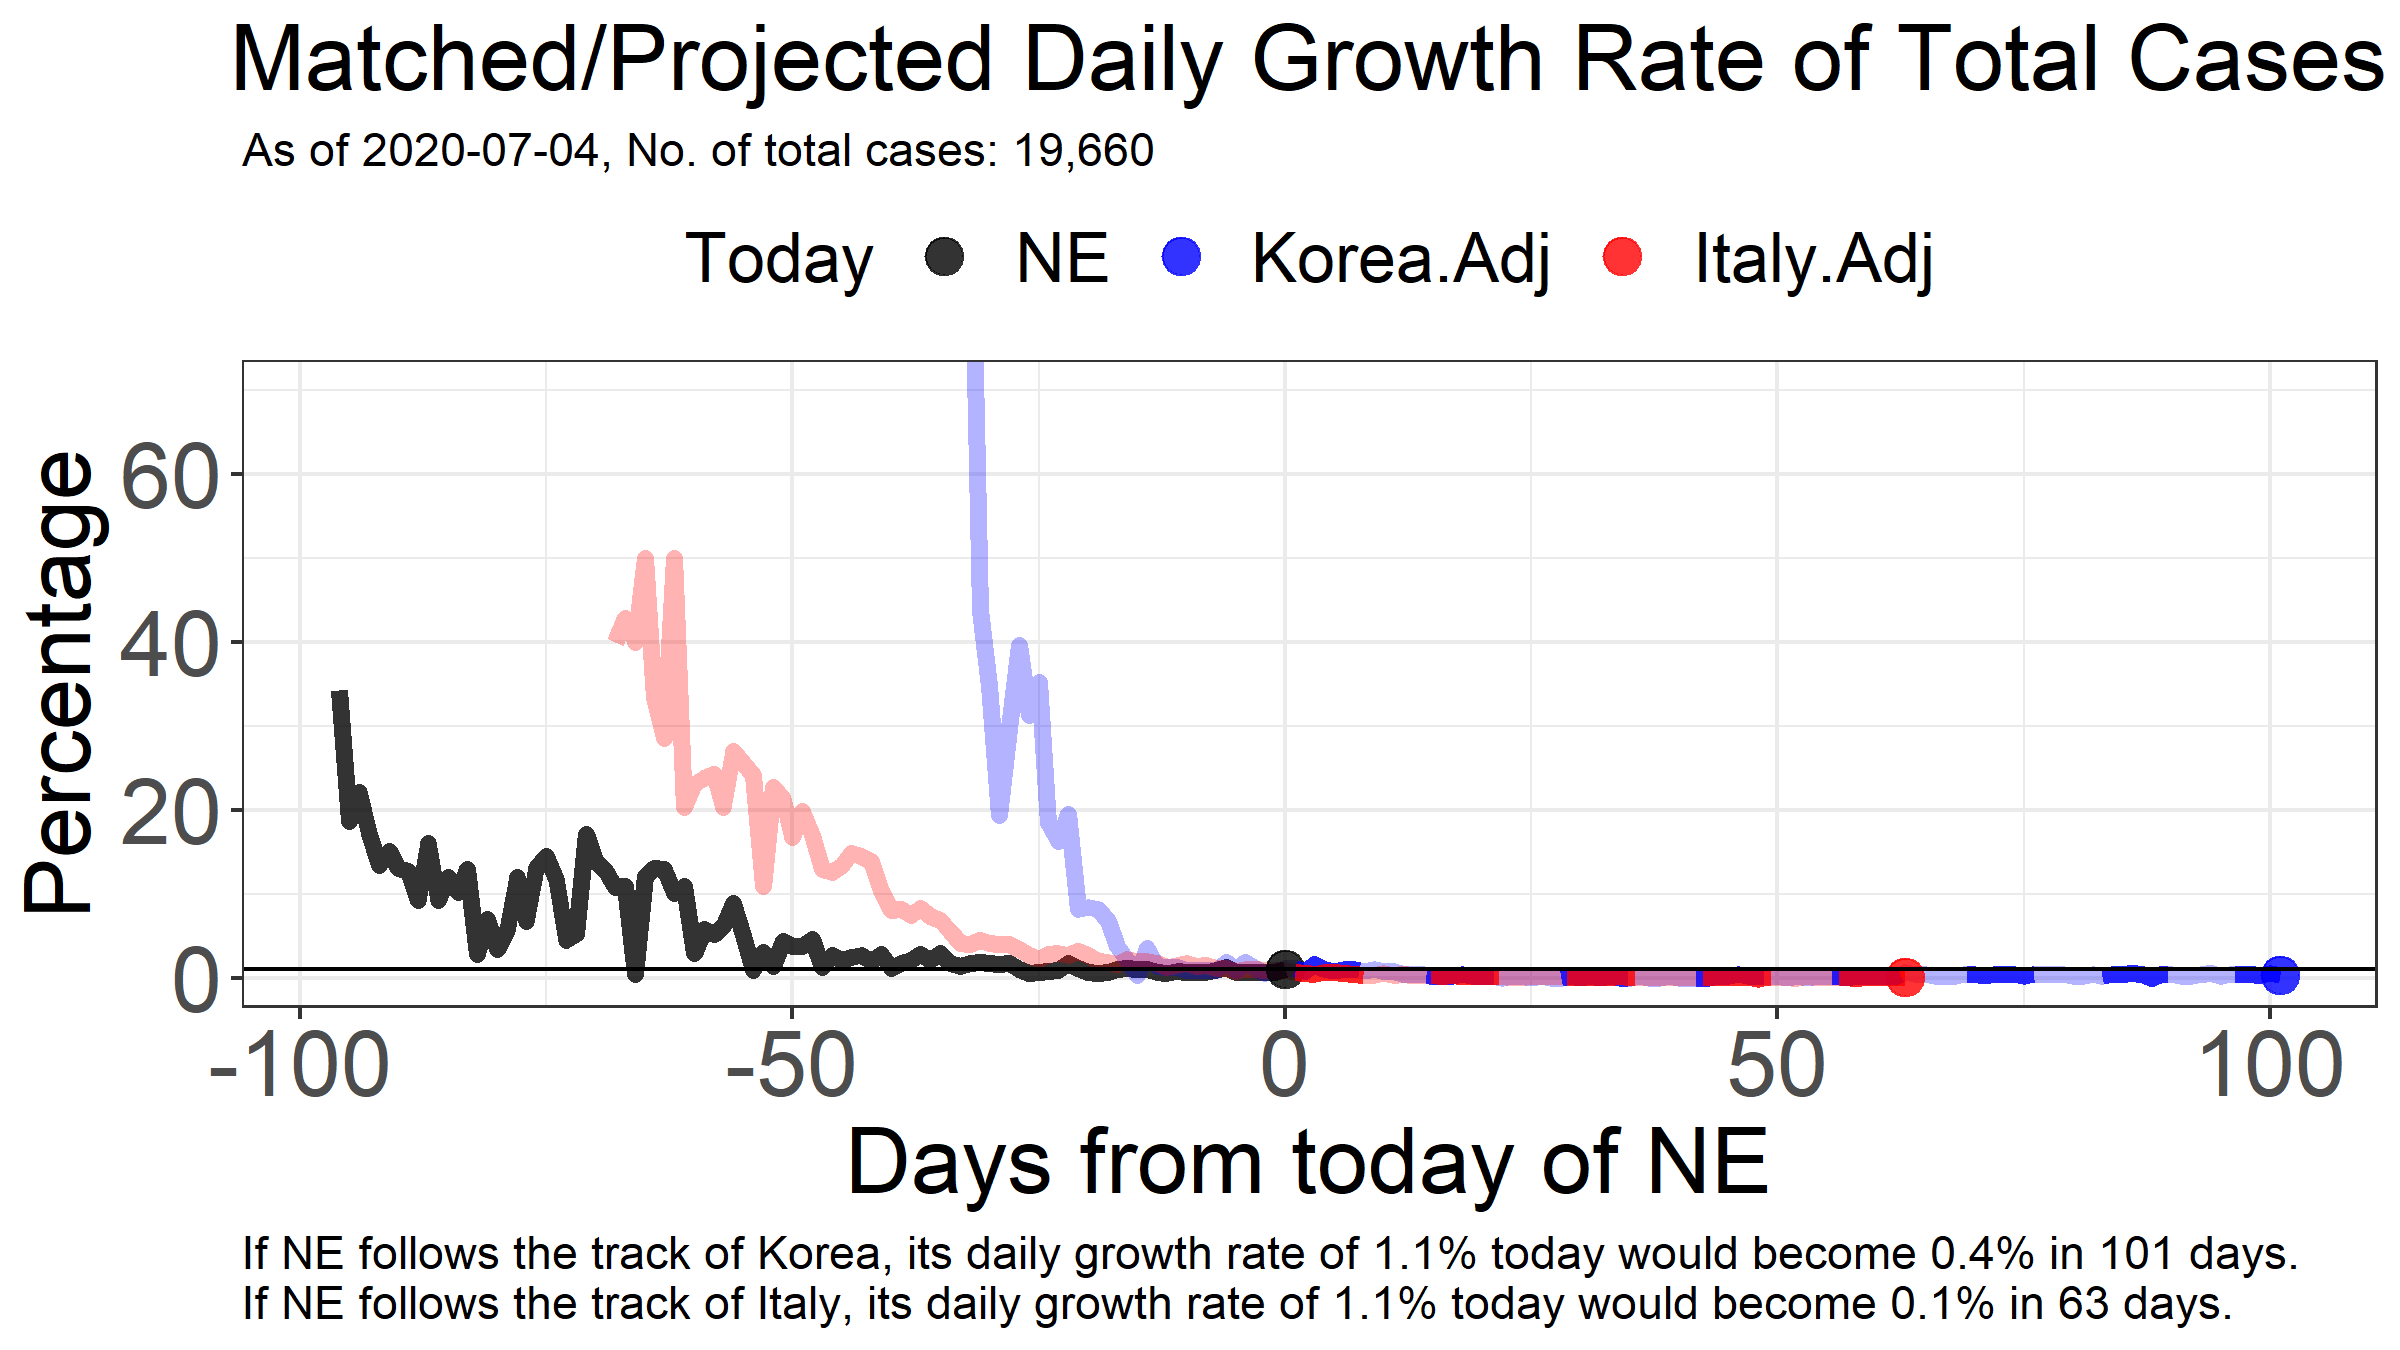 Matched/Projected Daily Growth Rate of Total Cases
As of 2020-07-04, No. of total cases: 19,660
Today NE Korea.Adj Italy.Adj
Percentage
60
40
20
0
-100 -50 0 50 100
Days from today of NE
If NE follows the track of Korea, its daily growth rate of 1.1% today would become 0.4% in 101 days.
If NE follows the track of Italy, its daily growth rate of 1.1% today would become 0.1% in 63 days.